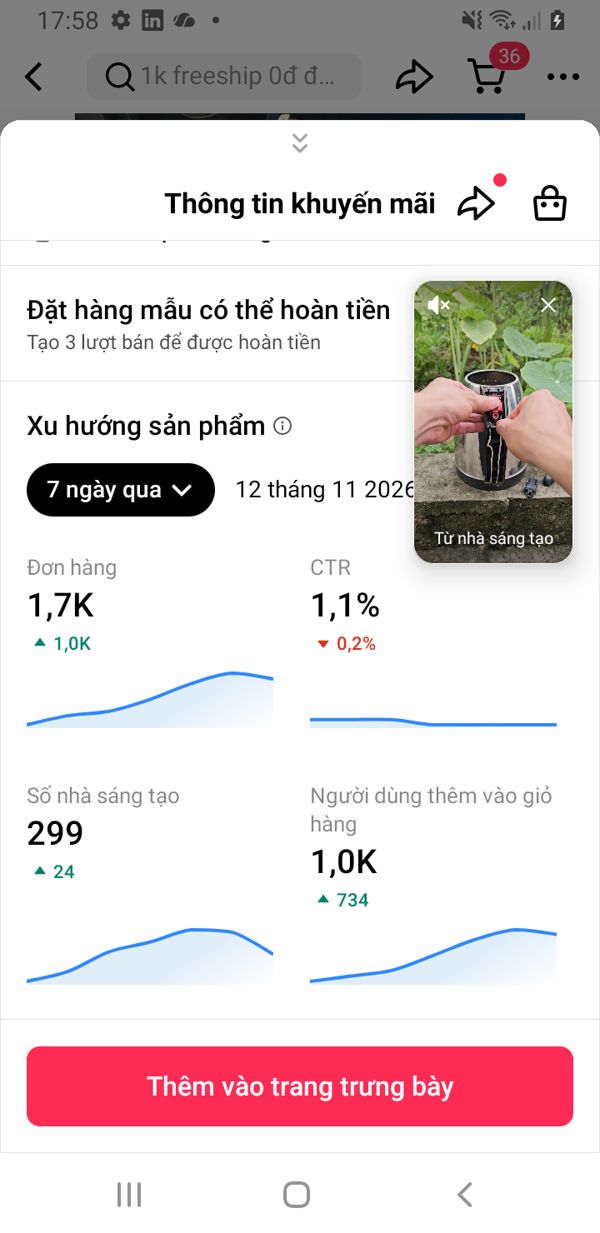 17:58
1k freeship 0đ đ...
36
Thông tin khuyến mãi
Đặt hàng mẫu có thể hoàn tiền
Tạo 3 lượt bán để được hoàn tiền
Xu hướng sản phẩm
7 ngày qua
12 tháng 11 2026
Từ nhà sáng tạo
Đơn hàng
1,7K
1,0K
CTR
1,1%
0,2%
Số nhà sáng tạo
299
24
Người dùng thêm vào giỏ
hàng
1,0K
734
Thêm vào trang trưng bày